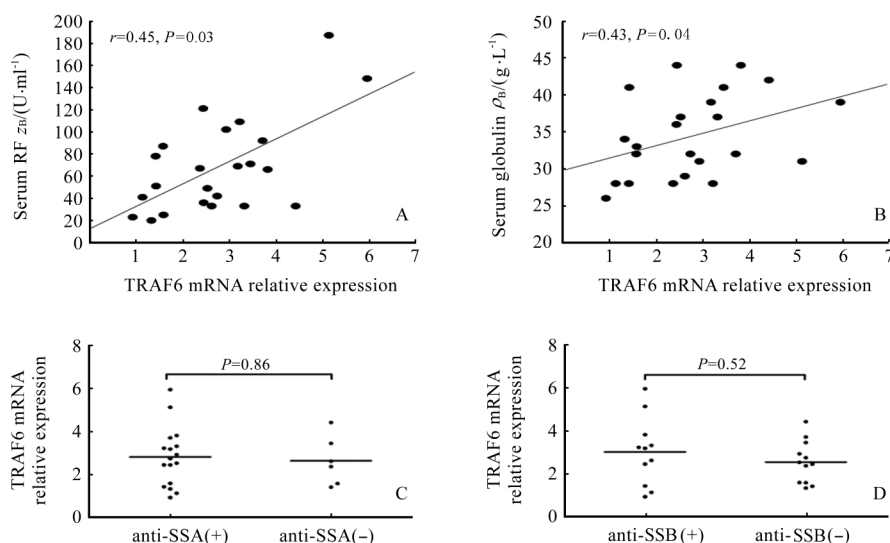 r=0.45, P=0.03
Serum RF z_B/(U·ml⁻¹)
200
180
160
140
120
100
80
60
40
20
0
A
1 2 3 4 5 6 7
TRAF6 mRNA relative expression
r=0.43, P=0.04
Serum globulin ρ_B/(g·L⁻¹)
50
45
40
35
30
25
20
B
1 2 3 4 5 6 7
TRAF6 mRNA relative expression
TRAF6 mRNA
relative expression
8
6
4
2
0
P=0.86
C
anti-SSA(+) anti-SSA(−)
TRAF6 mRNA
relative expression
8
6
4
2
0
P=0.52
D
anti-SSB(+) anti-SSB(−)